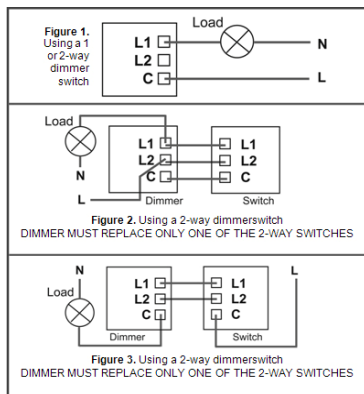 Figure 1.
Using a 1
or 2-way
dimmer
switch
Load
L1
N
L2
C
L
Load
L1
L1
L2
L2
N
C
C
L
Dimmer
Switch
Figure 2. Using a 2-way dimmerswitch
DIMMER MUST REPLACE ONLY ONE OF THE 2-WAY SWITCHES
N
L
Load
L1
L1
L2
L2
C
C
Dimmer
Switch
Figure 3. Using a 2-way dimmerswitch
DIMMER MUST REPLACE ONLY ONE OF THE 2-WAY SWITCHES